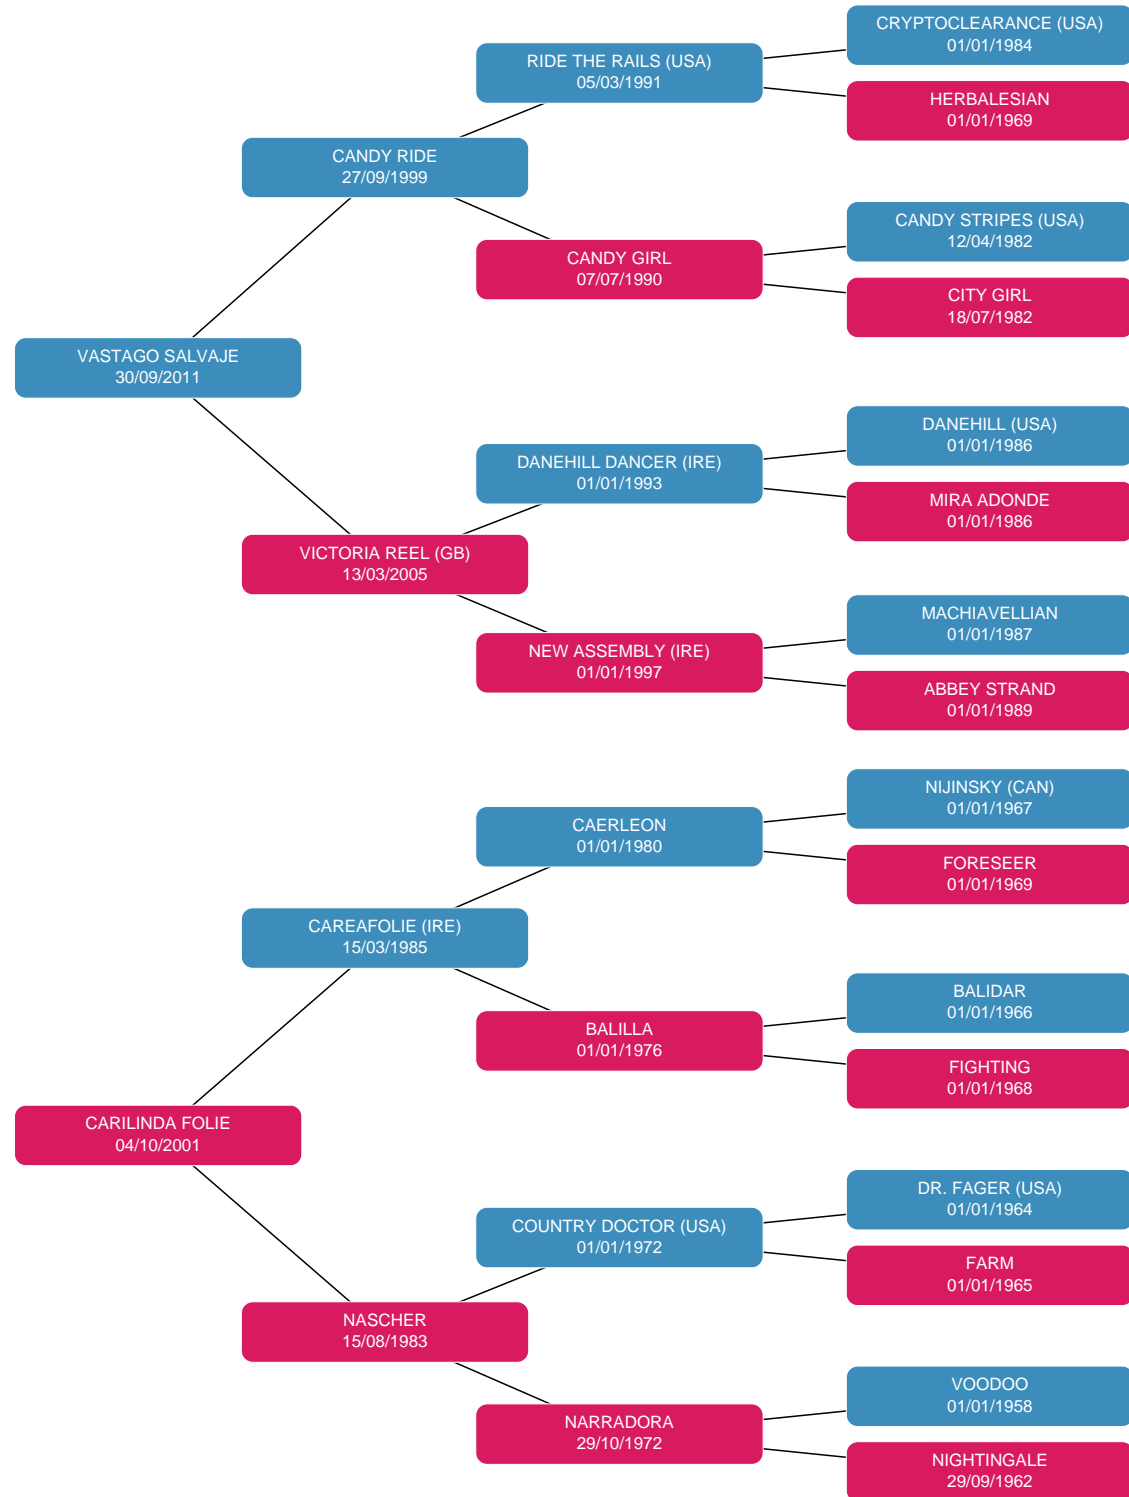 CRYPTOCLEARANCE (USA)
01/01/1984
RIDE THE RAILS (USA)
05/03/1991
HERBALESIAN
01/01/1969
CANDY RIDE
27/09/1999
CANDY STRIPES (USA)
12/04/1982
CANDY GIRL
07/07/1990
CITY GIRL
18/07/1982
VASTAGO SALVAJE
30/09/2011
DANEHILL (USA)
01/01/1986
DANEHILL DANCER (IRE)
01/01/1993
MIRA ADONDE
01/01/1986
VICTORIA REEL (GB)
13/03/2005
MACHIAVELLIAN
01/01/1987
NEW ASSEMBLY (IRE)
01/01/1997
ABBEY STRAND
01/01/1989
NIJINSKY (CAN)
01/01/1967
CAERLEON
01/01/1980
FORESEER
01/01/1969
CAREAFOLIE (IRE)
15/03/1985
BALIDAR
01/01/1966
BALILLA
01/01/1976
FIGHTING
01/01/1968
CARILINDA FOLIE
04/10/2001
DR. FAGER (USA)
01/01/1964
COUNTRY DOCTOR (USA)
01/01/1972
FARM
01/01/1965
NASCHER
15/08/1983
VOODOO
01/01/1958
NARRADORA
29/10/1972
NIGHTINGALE
29/09/1962